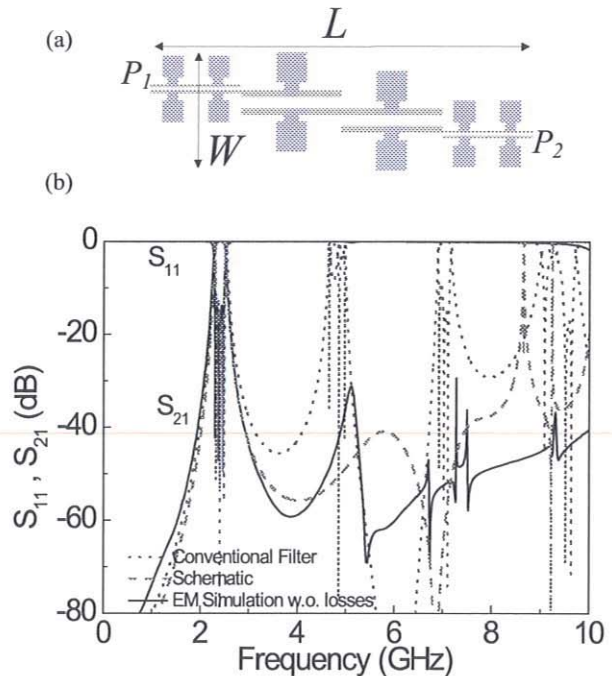 (a)
L
P1
W
P2
(b)
S11
S21
S11 , S21 (dB)
0
-20
-40
-60
-80
Conventional Filter
Schematic
EM Simulation w.o. losses
0 2 4 6 8 10
Frequency (GHz)